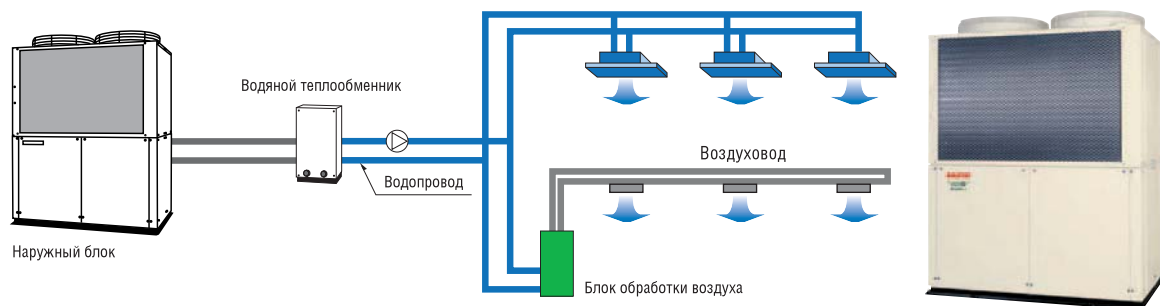 Водяной теплообменник
Воздуховод
Водопровод
Наружный блок
Блок обработки воздуха